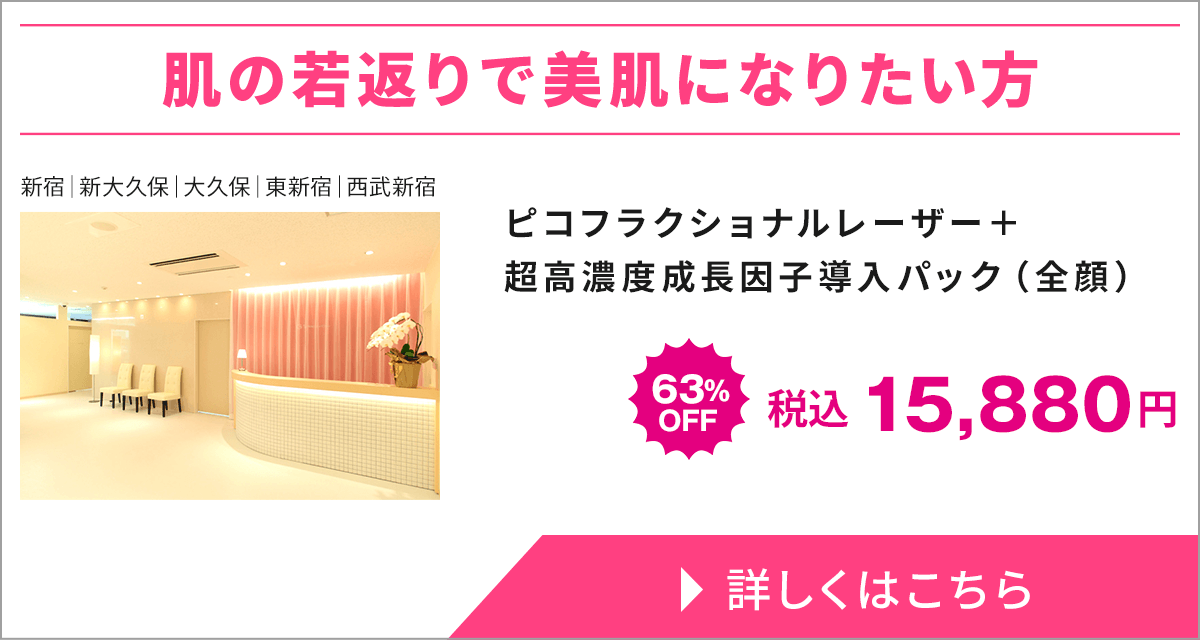 肌の若返りで美肌になりたい方
新宿|新大久保|大久保|東新宿|西武新宿
ピコフラクショナルレーザー＋
超高濃度成長因子導入パック（全顔）
63%
OFF
税込 15,880円
詳しくはこちら